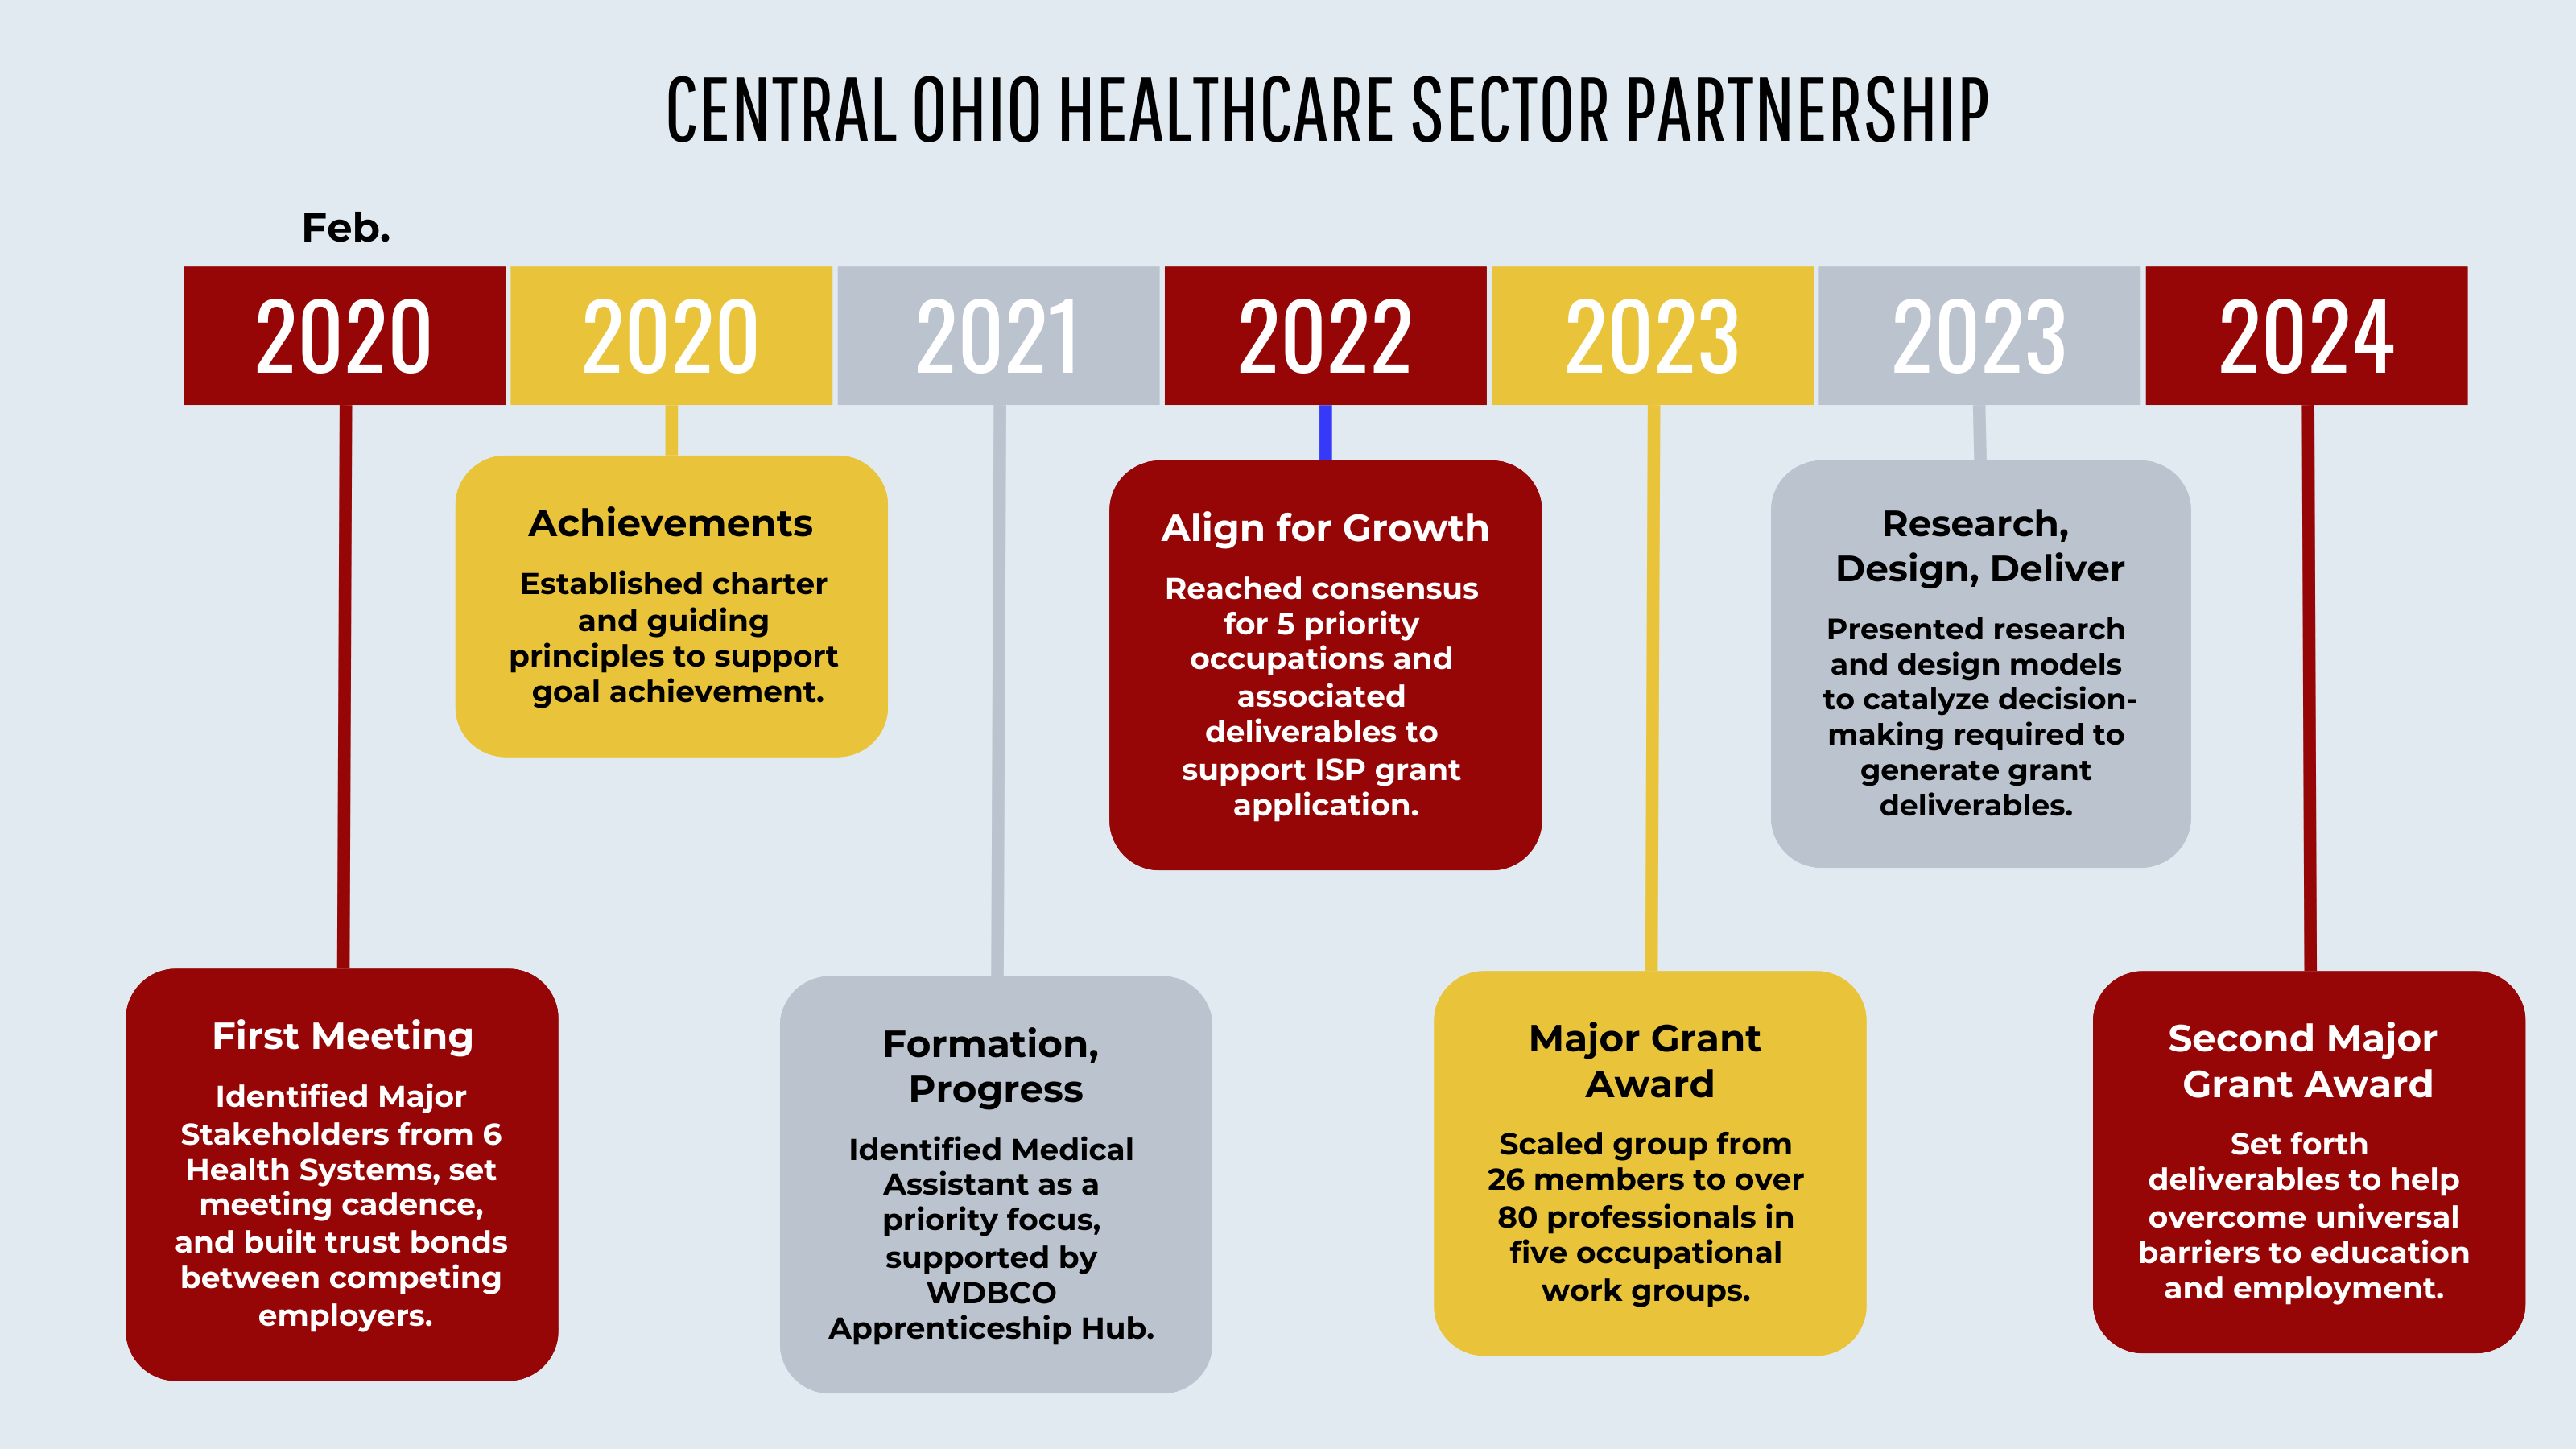 CENTRAL OHIO HEALTHCARE SECTOR PARTNERSHIP
Feb.
2020
2020
2021
2022
2023
2023
2024
First Meeting
Identified Major
Stakeholders from 6
Health Systems, set
meeting cadence,
and built trust bonds
between competing
employers.
Achievements
Established charter
and guiding
principles to support
goal achievement.
Formation,
Progress
Identified Medical
Assistant as a
priority focus,
supported by
WDBCO
Apprenticeship Hub.
Align for Growth
Reached consensus
for 5 priority
occupations and
associated
deliverables to
support ISP grant
application.
Major Grant
Award
Scaled group from
26 members to over
80 professionals in
five occupational
work groups.
Research,
Design, Deliver
Presented research
and design models
to catalyze decision-
making required to
generate grant
deliverables.
Second Major
Grant Award
Set forth
deliverables to help
overcome universal
barriers to education
and employment.